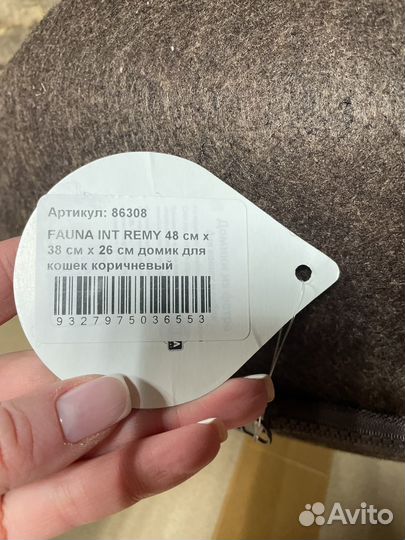 Артикул: 86308
FAUNA INT REMY 48 см x
38 см x 26 см домик для
кошек коричневый
9327975036553
Avito